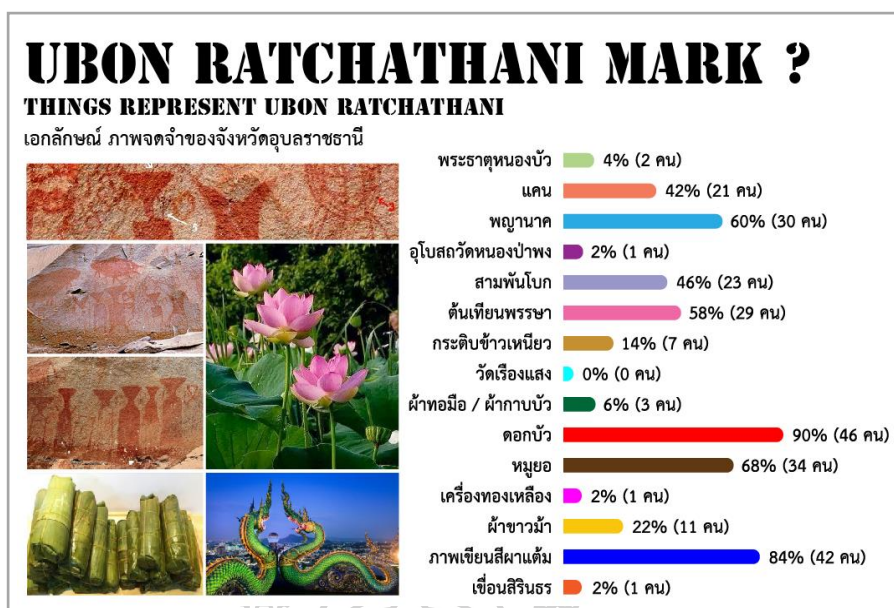 UBON RATCHATHANI MARK ?
THINGS REPRESENT UBON RATCHATHANI
เอกลักษณ์ ภาพจดจำของจังหวัดอุบลราชธานี
พระธาตุหนองบัว 4% (2 คน)
แคน 42% (21 คน)
พญานาค 60% (30 คน)
อุโบสถวัดหนองป่าพง 2% (1 คน)
สามพันโบก 46% (23 คน)
ต้นเทียนพรรษา 58% (29 คน)
กระติบข้าวเหนียว 14% (7 คน)
วัดเรืองแสง 0% (0 คน)
ผ้าทอมือ / ผ้ากาบบัว 6% (3 คน)
ดอกบัว 90% (46 คน)
หมูยอ 68% (34 คน)
เครื่องทองเหลือง 2% (1 คน)
ผ้าขาวม้า 22% (11 คน)
ภาพเขียนสีผาแต้ม 84% (42 คน)
เขื่อนสิรินธร 2% (1 คน)